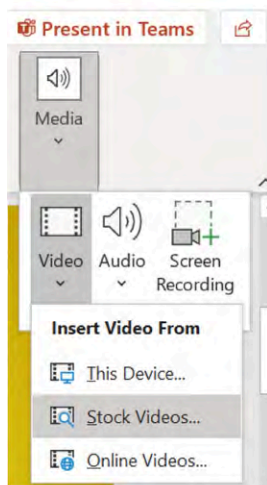 Present in Teams
Media
Video Audio Screen Recording
Insert Video From
This Device...
Stock Videos...
Online Videos...